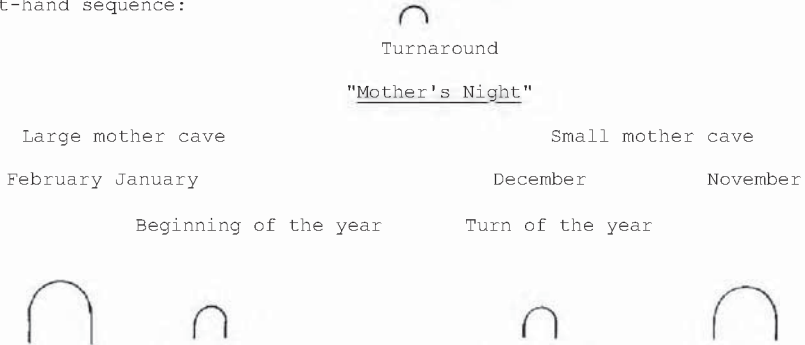 t-hand sequence:
Turnaround
"Mother's Night"
Large mother cave Small mother cave
February January December November
Beginning of the year Turn of the year